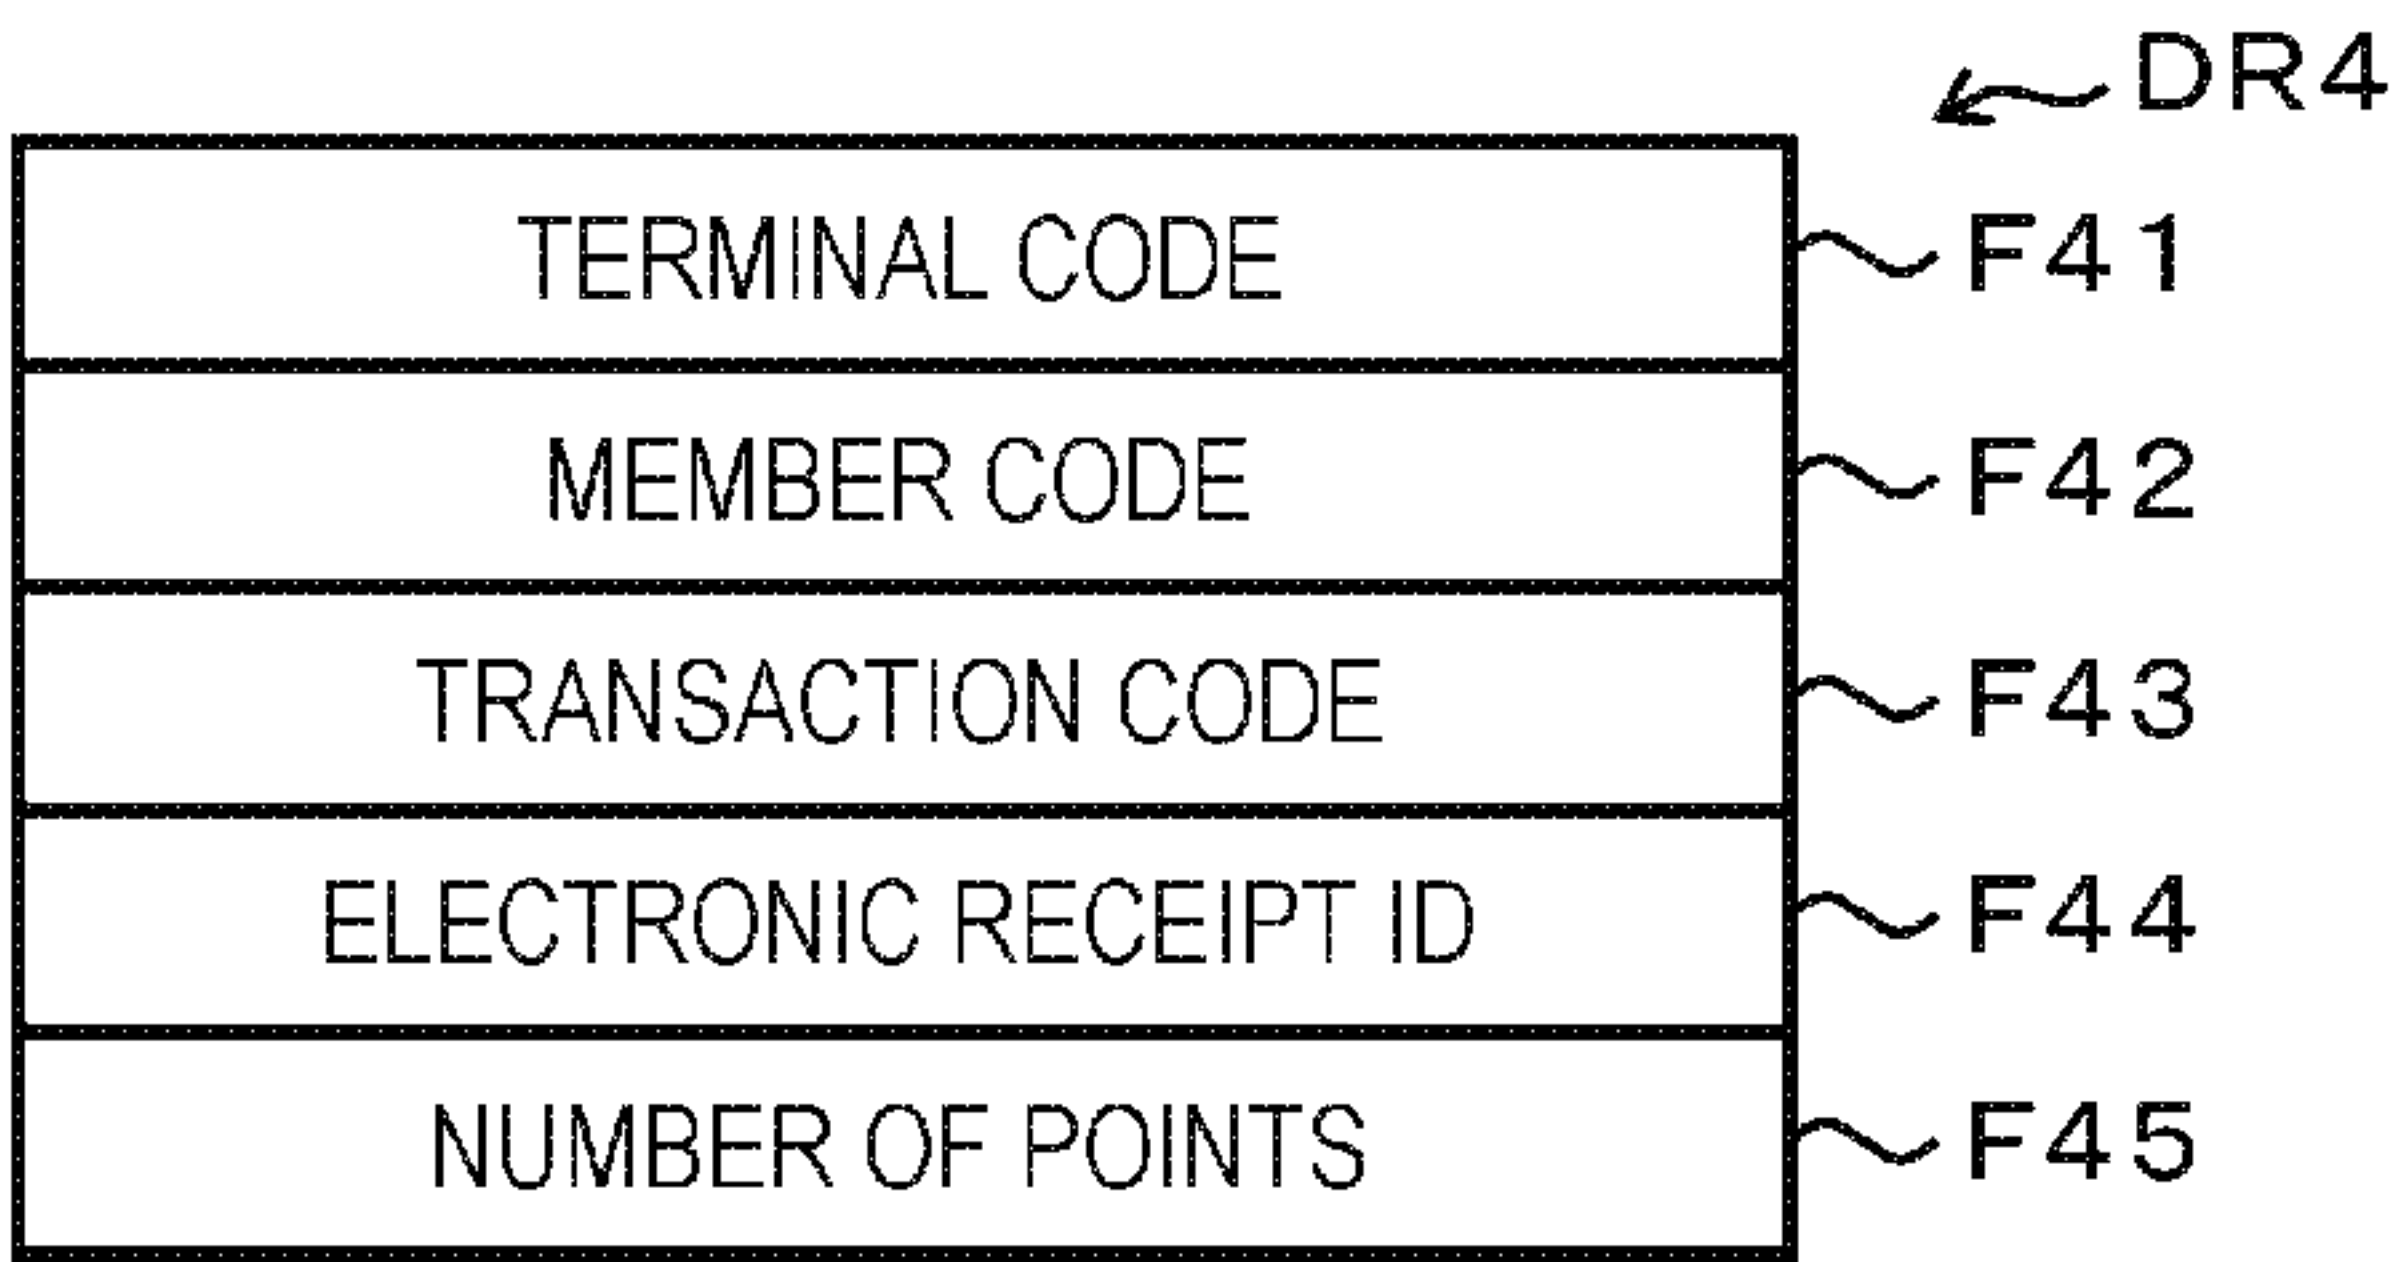 DR4
TERMINAL CODE F41
MEMBER CODE F42
TRANSACTION CODE F43
ELECTRONIC RECEIPT ID F44
NUMBER OF POINTS F45